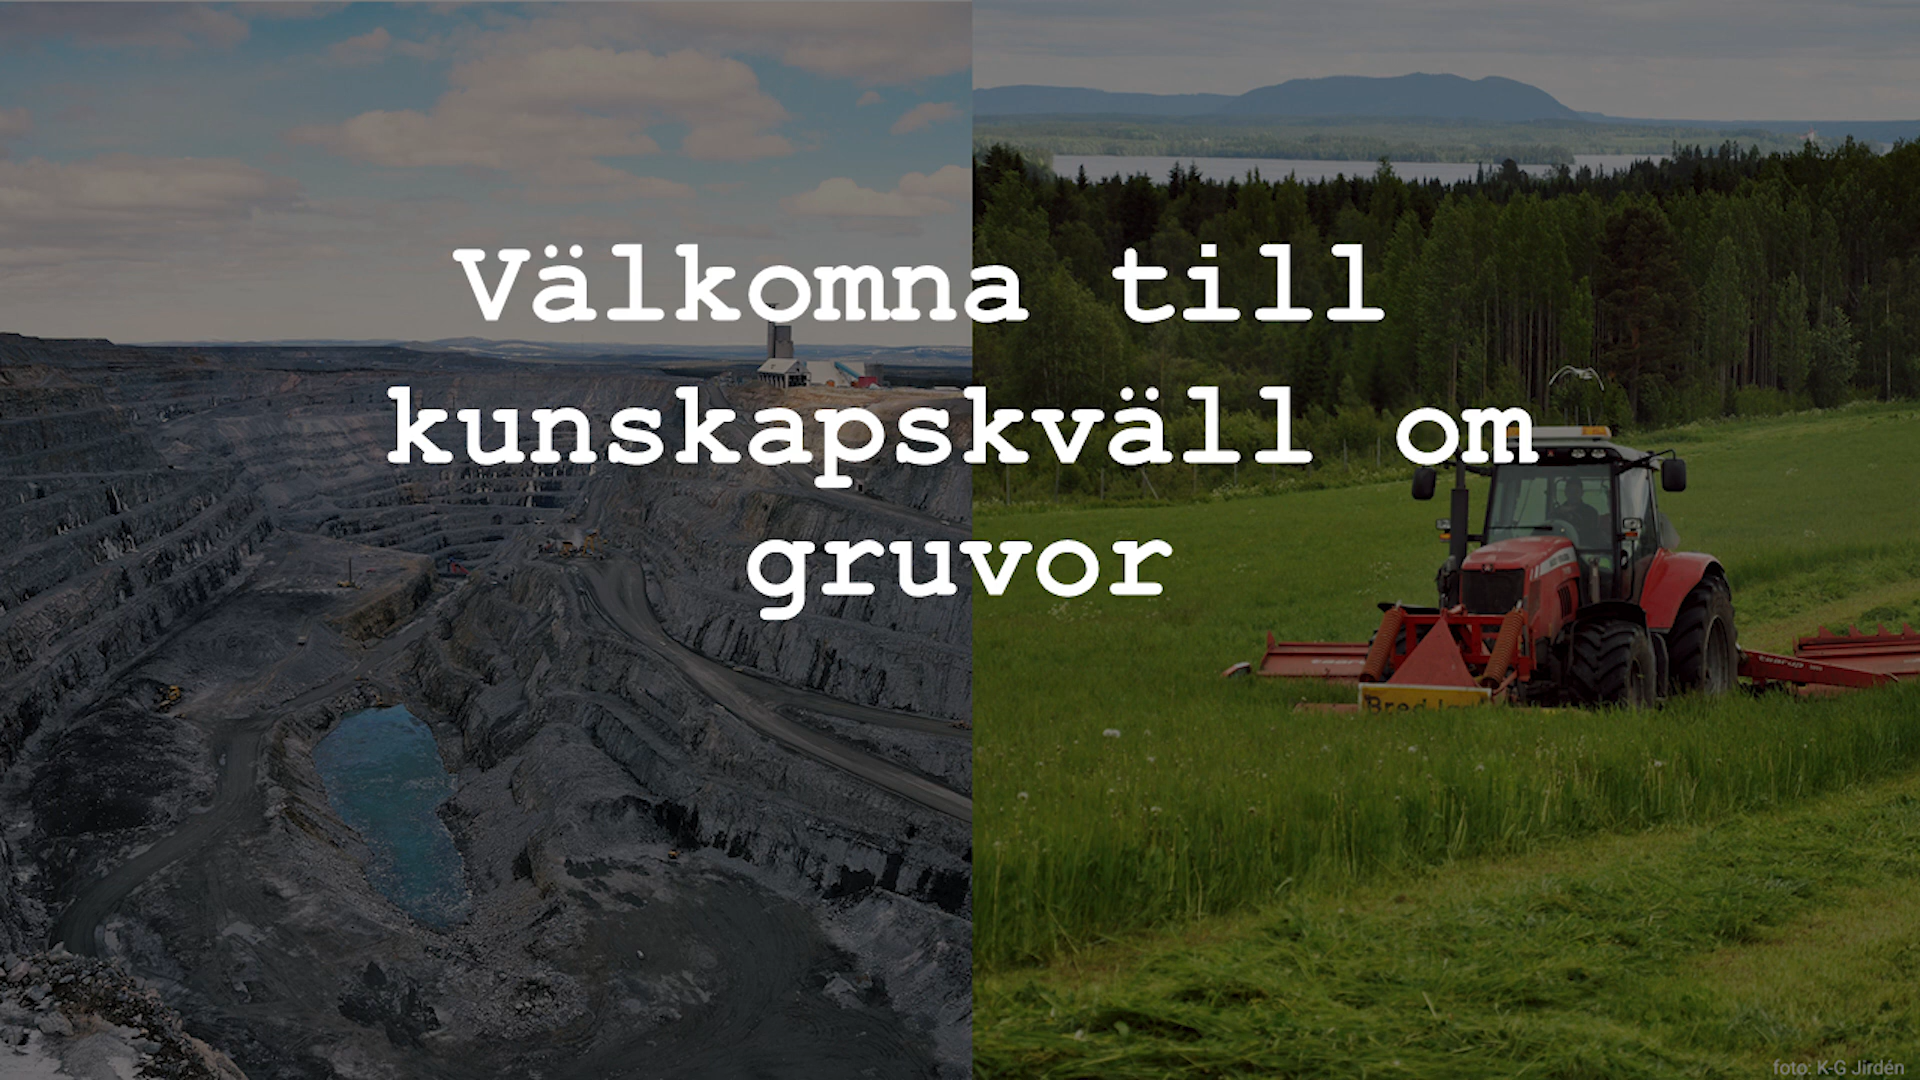 Välkomna till
kunskapskväll om
gruvor
foto: K-G Jirdén